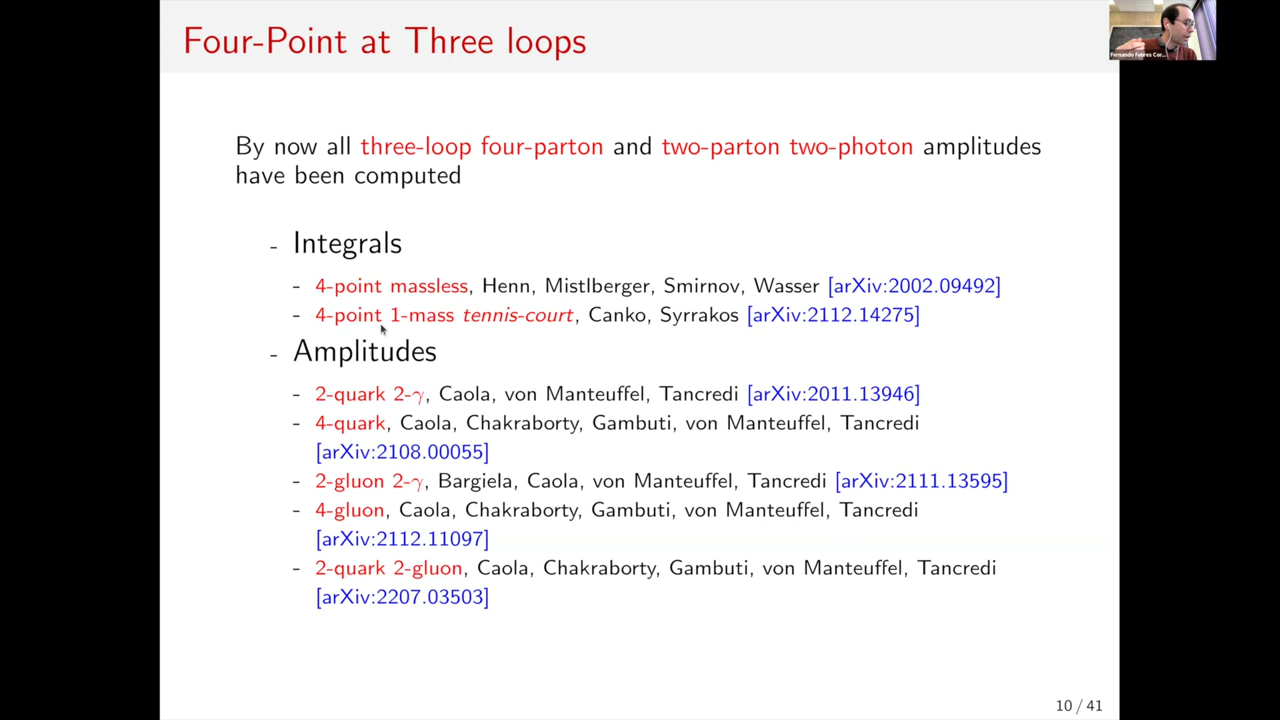 Four-Point at Three loops
Fernando Febres Cor...
By now all three-loop four-parton and two-parton two-photon amplitudes
have been computed
- Integrals
- 4-point massless, Henn, Mistlberger, Smirnov, Wasser [arXiv:2002.09492]
- 4-point 1-mass tennis-court, Canko, Syrrakos [arXiv:2112.14275]
- Amplitudes
- 2-quark 2-γ, Caola, von Manteuffel, Tancredi [arXiv:2011.13946]
- 4-quark, Caola, Chakraborty, Gambuti, von Manteuffel, Tancredi
[arXiv:2108.00055]
- 2-gluon 2-γ, Bargiela, Caola, von Manteuffel, Tancredi [arXiv:2111.13595]
- 4-gluon, Caola, Chakraborty, Gambuti, von Manteuffel, Tancredi
[arXiv:2112.11097]
- 2-quark 2-gluon, Caola, Chakraborty, Gambuti, von Manteuffel, Tancredi
[arXiv:2207.03503]
10 / 41